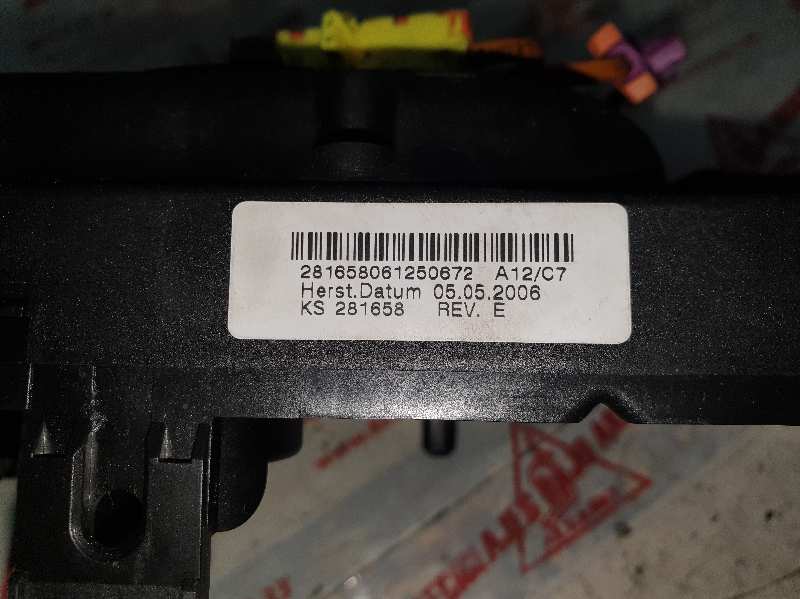 281658061250672 A12/C7
Herst.Datum 05.05.2006
KS 281658 REV. E